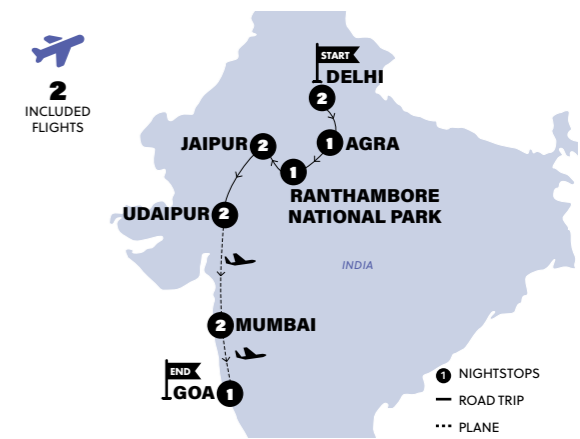 2
INCLUDED
FLIGHTS
START
DELHI
2
1 AGRA
JAIPUR 2
1
RANTHAMBORE
NATIONAL PARK
UDAIPUR 2
INDIA
2 MUMBAI
END
GOA 1
1 NIGHTSTOPS
ROAD TRIP
PLANE